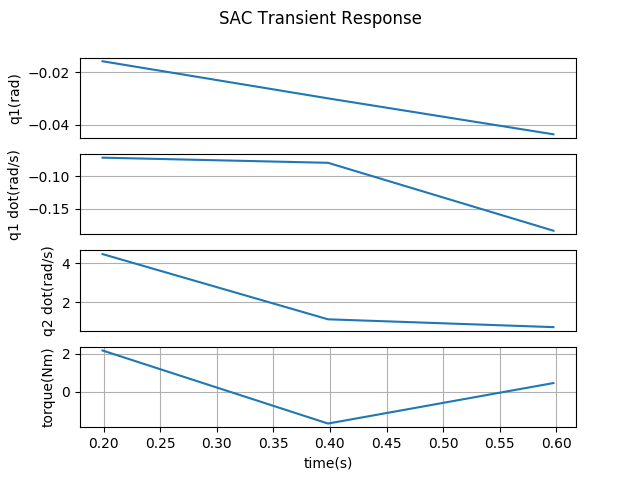 SAC Transient Response
q1(rad)
−0.02
−0.04
q1 dot(rad/s)
−0.10
−0.15
q2 dot(rad/s)
4
2
torque(Nm)
2
0
0.20 0.25 0.30 0.35 0.40 0.45 0.50 0.55 0.60
time(s)